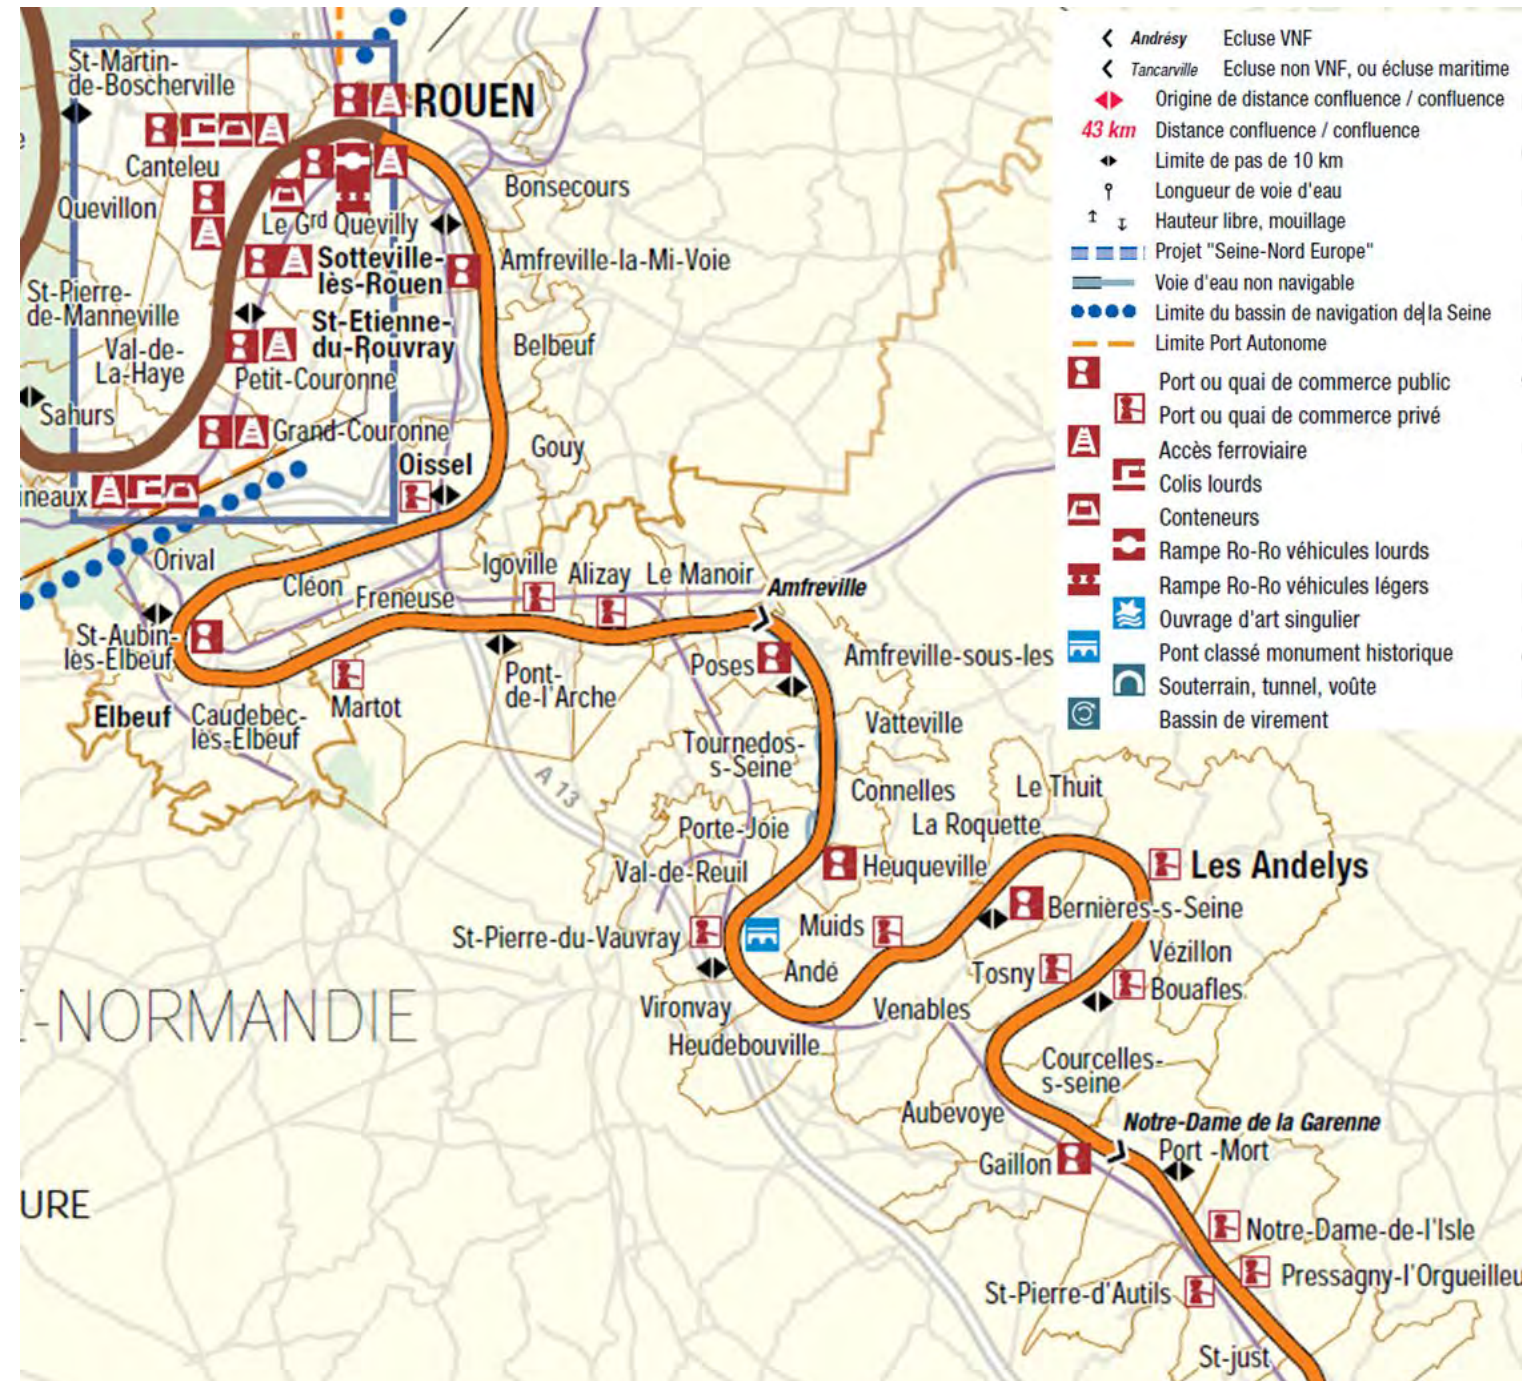 St-Martin-
de-Boscherville
ROUEN
Canteleu
Quevillon
Le Grd Quevilly
Bonsecours
Sotteville-
lès-Rouen
Amfreville-la-Mi-Voie
St-Pierre-
de-Manneville
St-Etienne-
du-Rouvray
Val-de-
La-Haye
Belbeuf
Petit-Couronne
Sahurs
Grand-Couronne
Gouy
Oissel
ineaux
Orival
Cléon
Freneuse
Igoville
Alizay
Le Manoir
Amfreville
St-Aubin-
lès-Elbeuf
Poses
Amfreville-sous-les
Pont-
de-l'Arche
Martot
Elbeuf
Caudebec-
lès-Elbeuf
Vatteville
Tournedos-
s-Seine
A 13
Connelles
Le Thuit
La Roquette
Porte-Joie
Val-de-Reuil
Heuqueville
Les Andelys
Bernières-s-Seine
St-Pierre-du-Vauvray
Muids
Vézillon
Andé
Tosny
Bouafles
Vironvay
Venables
E-NORMANDIE
Heudebouville
Courcelles-
s-seine
Aubevoye
Notre-Dame de la Garenne
Port -Mort
Gaillon
URE
Notre-Dame-de-l'Isle
Pressagny-l'Orgueilleu
St-Pierre-d'Autils
St-just
Andrésy Ecluse VNF
Tancarville Ecluse non VNF, ou écluse maritime
Origine de distance confluence / confluence
43 km Distance confluence / confluence
Limite de pas de 10 km
Longueur de voie d'eau
Hauteur libre, mouillage
Projet "Seine-Nord Europe"
Voie d'eau non navigable
Limite du bassin de navigation de la Seine
Limite Port Autonome
Port ou quai de commerce public
Port ou quai de commerce privé
Accès ferroviaire
Colis lourds
Conteneurs
Rampe Ro-Ro véhicules lourds
Rampe Ro-Ro véhicules légers
Ouvrage d'art singulier
Pont classé monument historique
Souterrain, tunnel, voûte
Bassin de virement